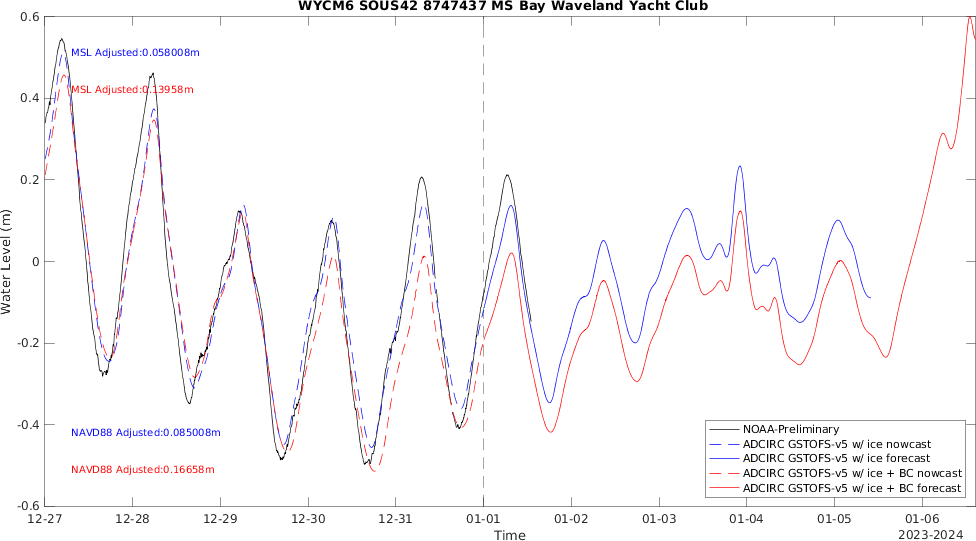 WYCM6 SOUS42 8747437 MS Bay Waveland Yacht Club
Water Level (m)
0.6
0.4
0.2
0
-0.2
-0.4
-0.6
MSL Adjusted:0.058008m
MSL Adjusted:0.13958m
NAVD88 Adjusted:0.085008m
NAVD88 Adjusted:0.16658m
NOAA-Preliminary
ADCIRC GSTOFS-v5 w/ ice nowcast
ADCIRC GSTOFS-v5 w/ ice forecast
ADCIRC GSTOFS-v5 w/ ice + BC nowcast
ADCIRC GSTOFS-v5 w/ ice + BC forecast
12-27 12-28 12-29 12-30 12-31 01-01 01-02 01-03 01-04 01-05 01-06
Time
2023-2024